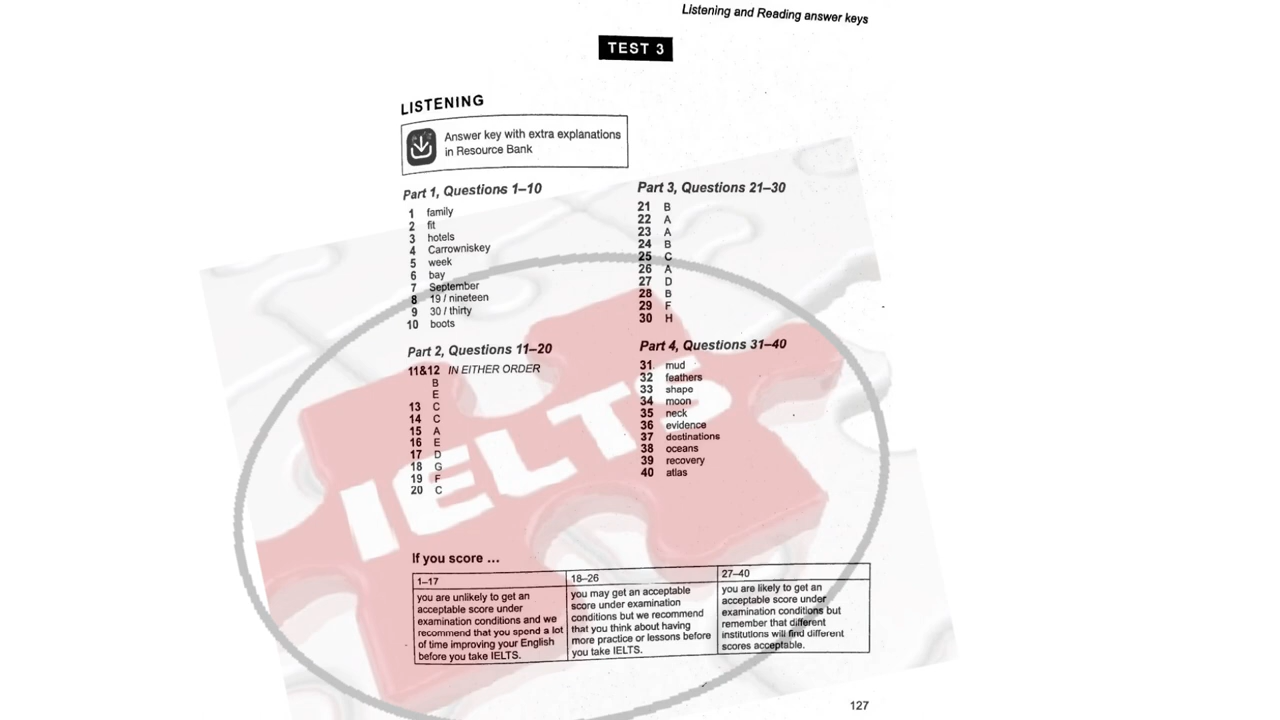 Listening and Reading answer keys
TEST 3
LISTENING
Answer key with extra explanations
in Resource Bank
Part 1, Questions 1–10
1 family
2 fit
3 hotels
4 Carrowniskey
5 week
6 bay
7 September
8 19 / nineteen
9 30 / thirty
10 boots
Part 2, Questions 11–20
11&12 IN EITHER ORDER
B
E
13 C
14 C
15 A
16 E
17 D
18 G
19 F
20 C
Part 3, Questions 21–30
21 B
22 A
23 A
24 B
25 C
26 A
27 D
28 B
29 F
30 H
Part 4, Questions 31–40
31 mud
32 feathers
33 shape
34 moon
35 neck
36 evidence
37 destinations
38 oceans
39 recovery
40 atlas
IELTS
If you score ...
1–17
you are unlikely to get an
acceptable score under
examination conditions and we
recommend that you spend a lot
of time improving your English
before you take IELTS.
18–26
you may get an acceptable
score under examination
conditions but we recommend
that you think about having
more practice or lessons before
you take IELTS.
27–40
you are likely to get an
acceptable score under
examination conditions but
remember that different
institutions will find different
scores acceptable.
127